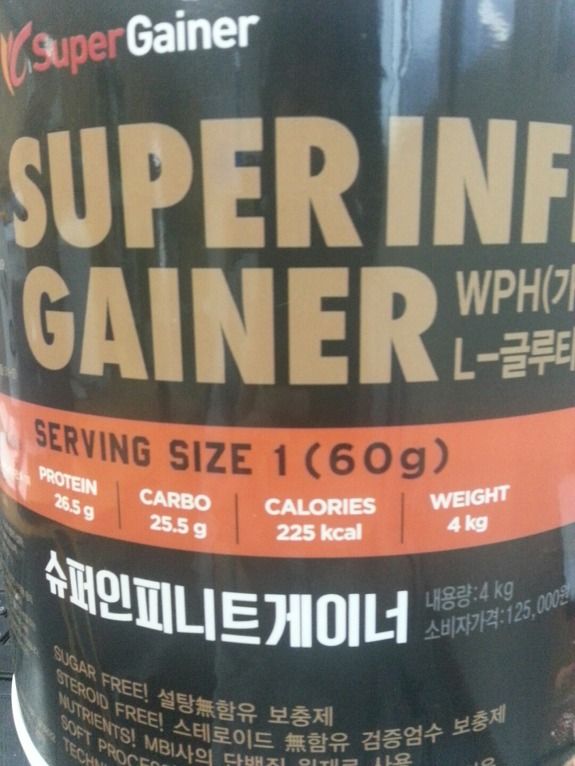 Super Gainer
SUPER INFI
GAINER
WPH(가
L-글루타
SERVING SIZE 1 (60g)
PROTEIN
26.5 g
CARBO
25.5 g
CALORIES
225 kcal
WEIGHT
4 kg
슈퍼인피니트게이너
내용량:4 kg
소비자가격:125,000원
SUGAR FREE! 설탕無함유 보충제
STEROID FREE! 스테로이드 無함유 검증엄수 보충제
NUTRIENTS! MBI사의 단백질 원재료 사용
SOFT PROCES
TECHN